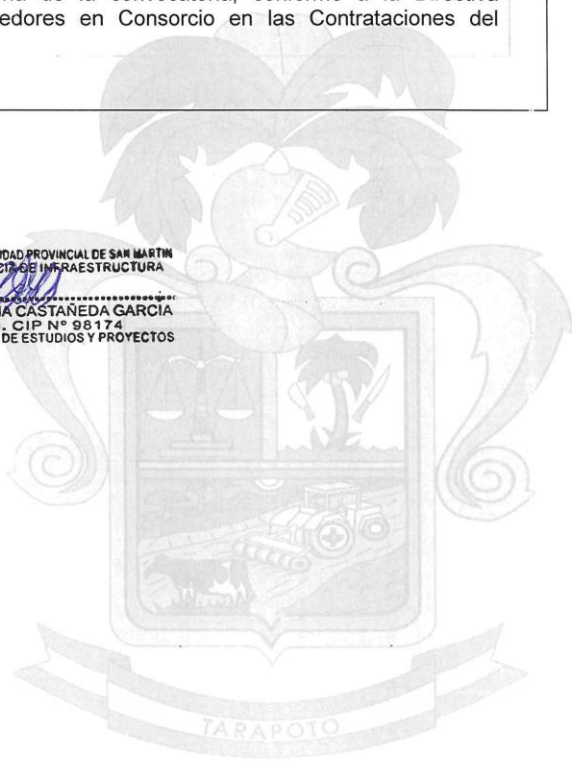 de la convocatoria, conforme a la Directiva
edores en Consorcio en las Contrataciones del
DAD PROVINCIAL DE SAN MARTIN
DE INFRAESTRUCTURA
CASTAÑEDA GARCIA
CIP Nº 98174
DE ESTUDIOS Y PROYECTOS
TARAPOTO